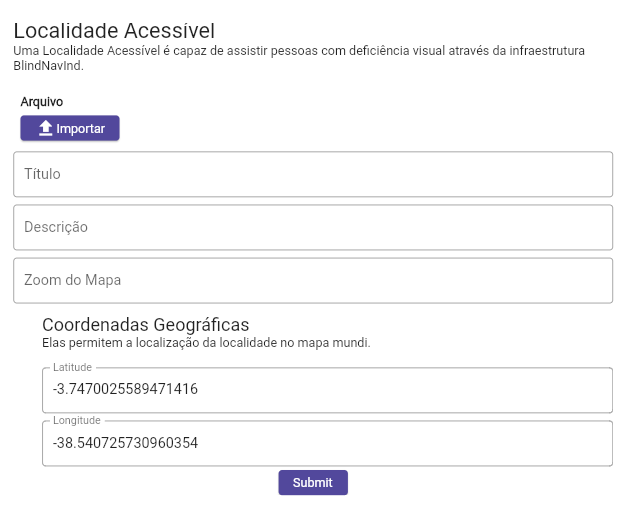 Localidade Acessível
Uma Localidade Acessível é capaz de assistir pessoas com deficiência visual através da infraestrutura
BlindNavInd.
Arquivo
Importar
Título
Descrição
Zoom do Mapa
Coordenadas Geográficas
Elas permitem a localização da localidade no mapa mundi.
Latitude
-3.7470025589471416
Longitude
-38.540725730960354
Submit